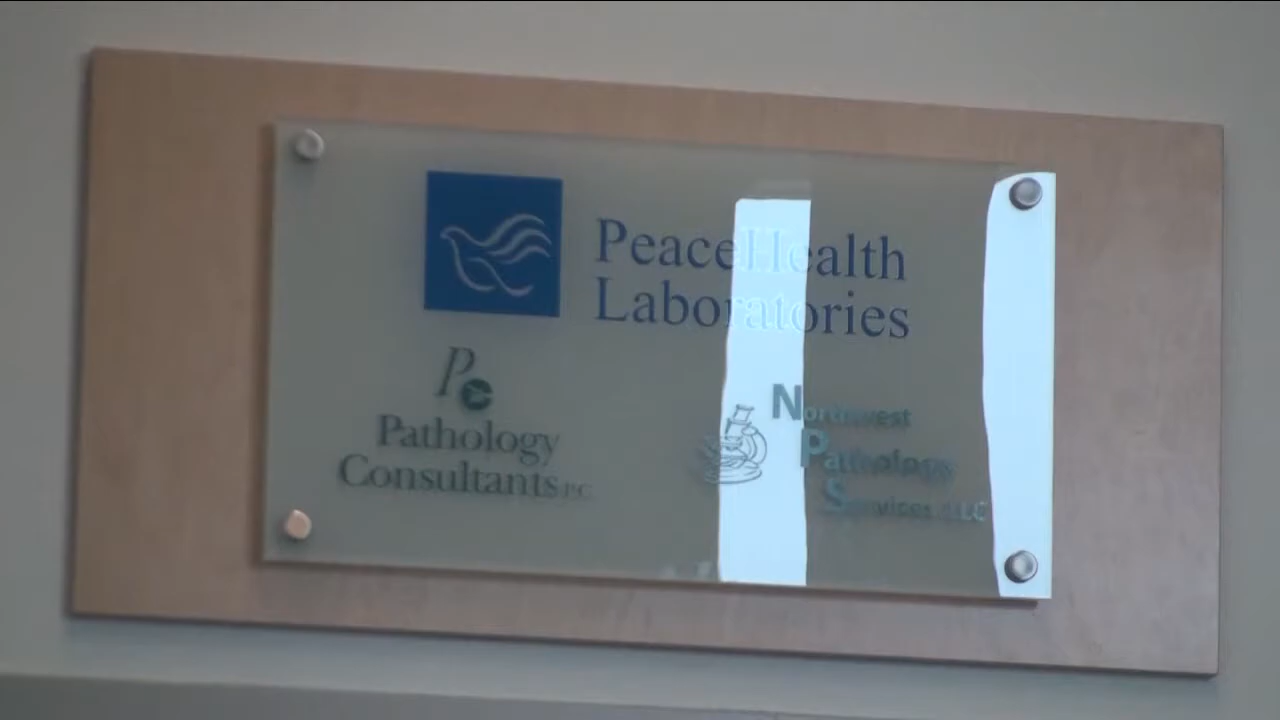 PeaceHealth
Laboratories
Pc
Pathology
Consultants P.C.
Northwest
Pathology
Services, LLC